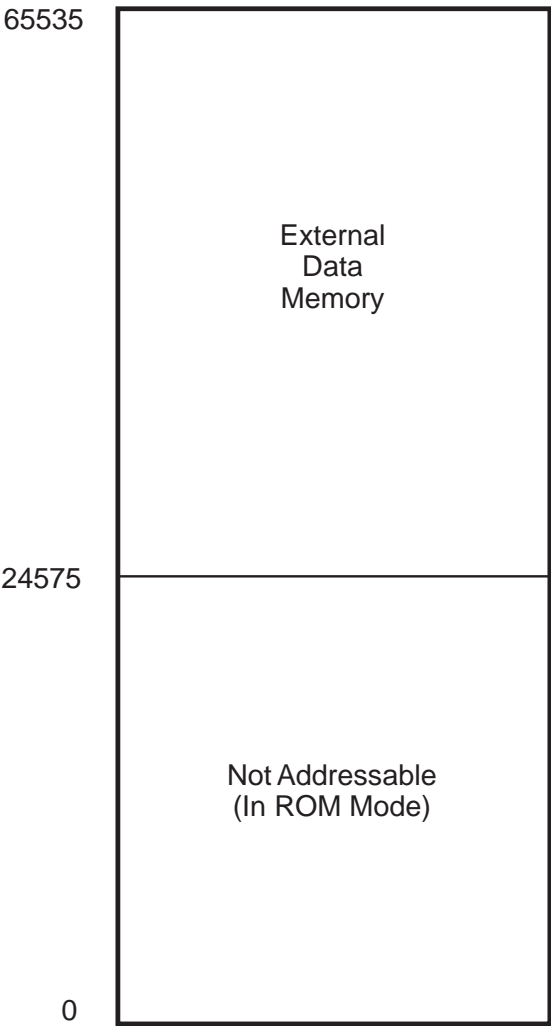 65535
External
Data
Memory
24575
Not Addressable
(In ROM Mode)
0